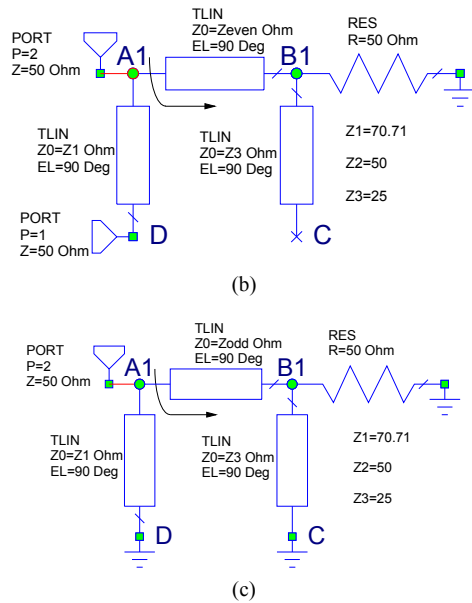 PORT
P=2
Z=50 Ohm
A1
TLIN
Z0=Zeven Ohm
EL=90 Deg
B1
RES
R=50 Ohm
TLIN
Z0=Z1 Ohm
EL=90 Deg
TLIN
Z0=Z3 Ohm
EL=90 Deg
Z1=70.71
Z2=50
Z3=25
PORT
P=1
Z=50 Ohm
D
C
(b)
PORT
P=2
Z=50 Ohm
A1
TLIN
Z0=Zodd Ohm
EL=90 Deg
B1
RES
R=50 Ohm
TLIN
Z0=Z1 Ohm
EL=90 Deg
TLIN
Z0=Z3 Ohm
EL=90 Deg
Z1=70.71
Z2=50
Z3=25
D
C
(c)